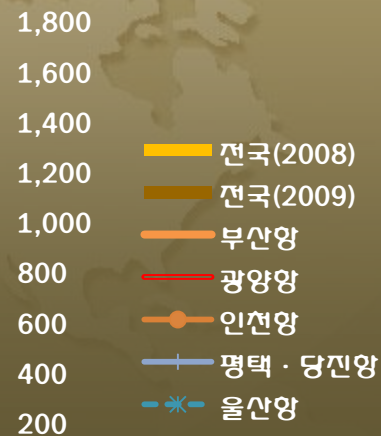 1,800
1,600
1,400
1,200
1,000
800
600
400
200
전국(2008)
전국(2009)
부산항
광양항
인천항
평택 · 당진항
울산항